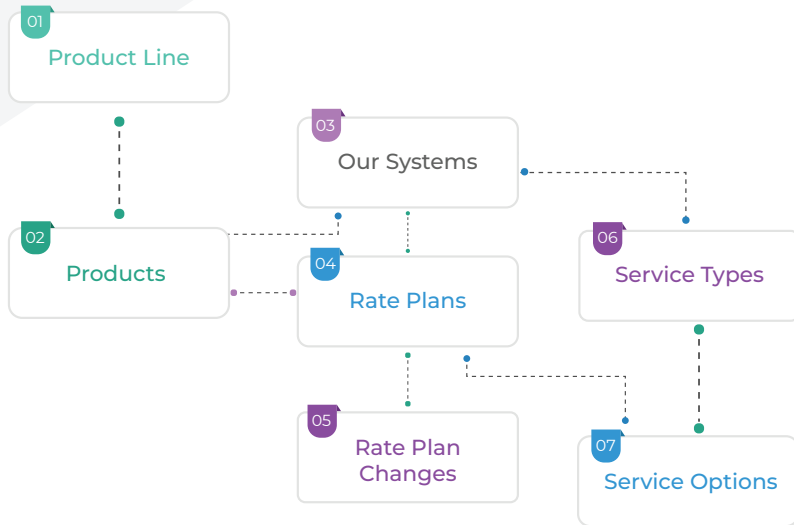 01
Product Line
03
Our Systems
02
Products
06
Service Types
04
Rate Plans
05
Rate Plan
Changes
07
Service Options